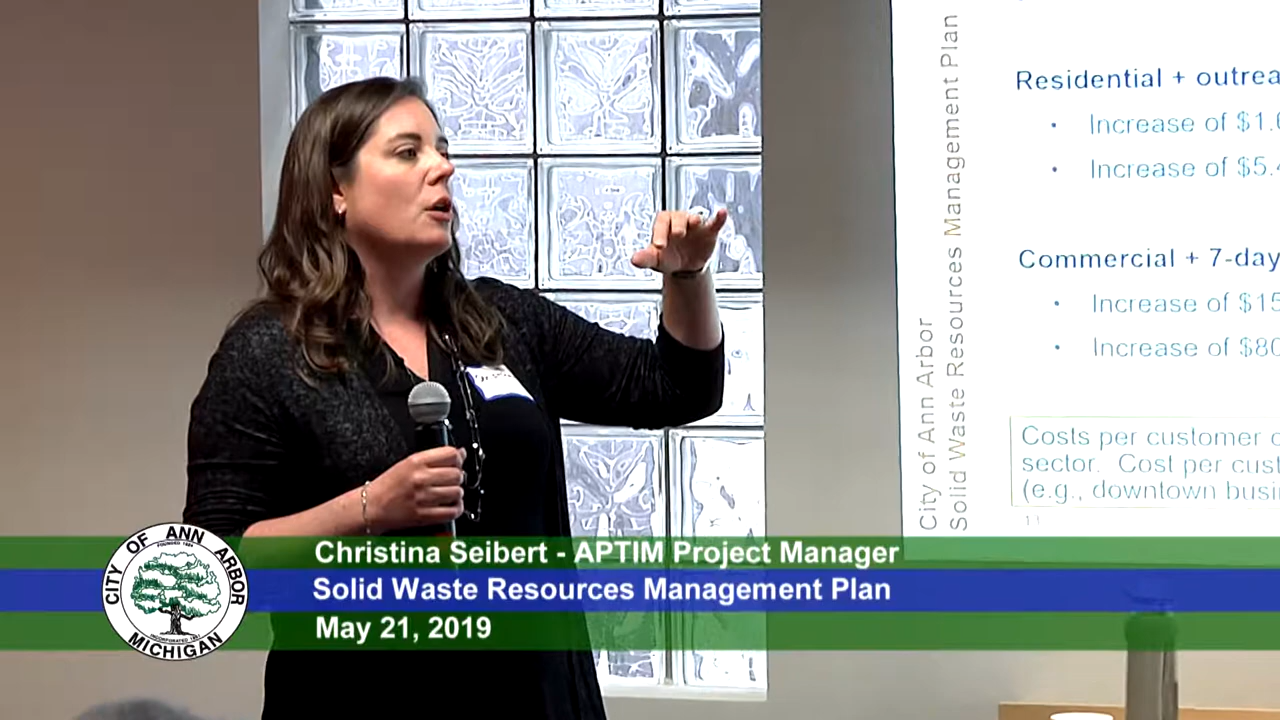 City of Ann Arbor
Solid Waste Resources Management Plan
Residential + outrea
• Increase of $1.
• Increase of $5.
Commercial + 7-day
• Increase of $15
• Increase of $80
Costs per customer
sector. Cost per cust
(e.g., downtown busi
11
Christina Seibert - APTIM Project Manager
Solid Waste Resources Management Plan
May 21, 2019
CITY OF ANN ARBOR
MICHIGAN